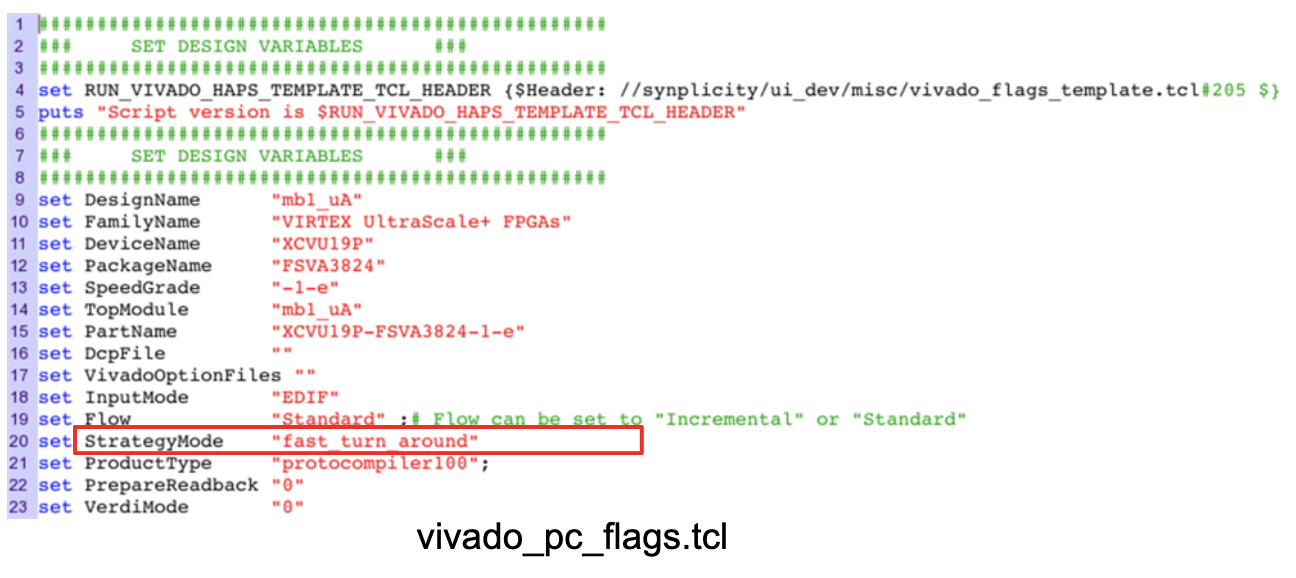 1 #################################################
2 ### SET DESIGN VARIABLES ###
3 #################################################
4 set RUN_VIVADO_HAPS_TEMPLATE_TCL_HEADER {$Header: //synplicity/ui_dev/misc/vivado_flags_template.tcl#205 $}
5 puts "Script version is $RUN_VIVADO_HAPS_TEMPLATE_TCL_HEADER"
6 #################################################
7 ### SET DESIGN VARIABLES ###
8 #################################################
9 set DesignName "mb1_uA"
10 set FamilyName "VIRTEX UltraScale+ FPGAs"
11 set DeviceName "XCVU19P"
12 set PackageName "FSVA3824"
13 set SpeedGrade "-1-e"
14 set TopModule "mb1_uA"
15 set PartName "XCVU19P-FSVA3824-1-e"
16 set DcpFile ""
17 set VivadoOptionFiles ""
18 set InputMode "EDIF"
19 set Flow "Standard" ;# Flow can be set to "Incremental" or "Standard"
20 set StrategyMode "fast_turn_around"
21 set ProductType "protocompiler100";
22 set PrepareReadback "0"
23 set VerdiMode "0"
vivado_pc_flags.tcl